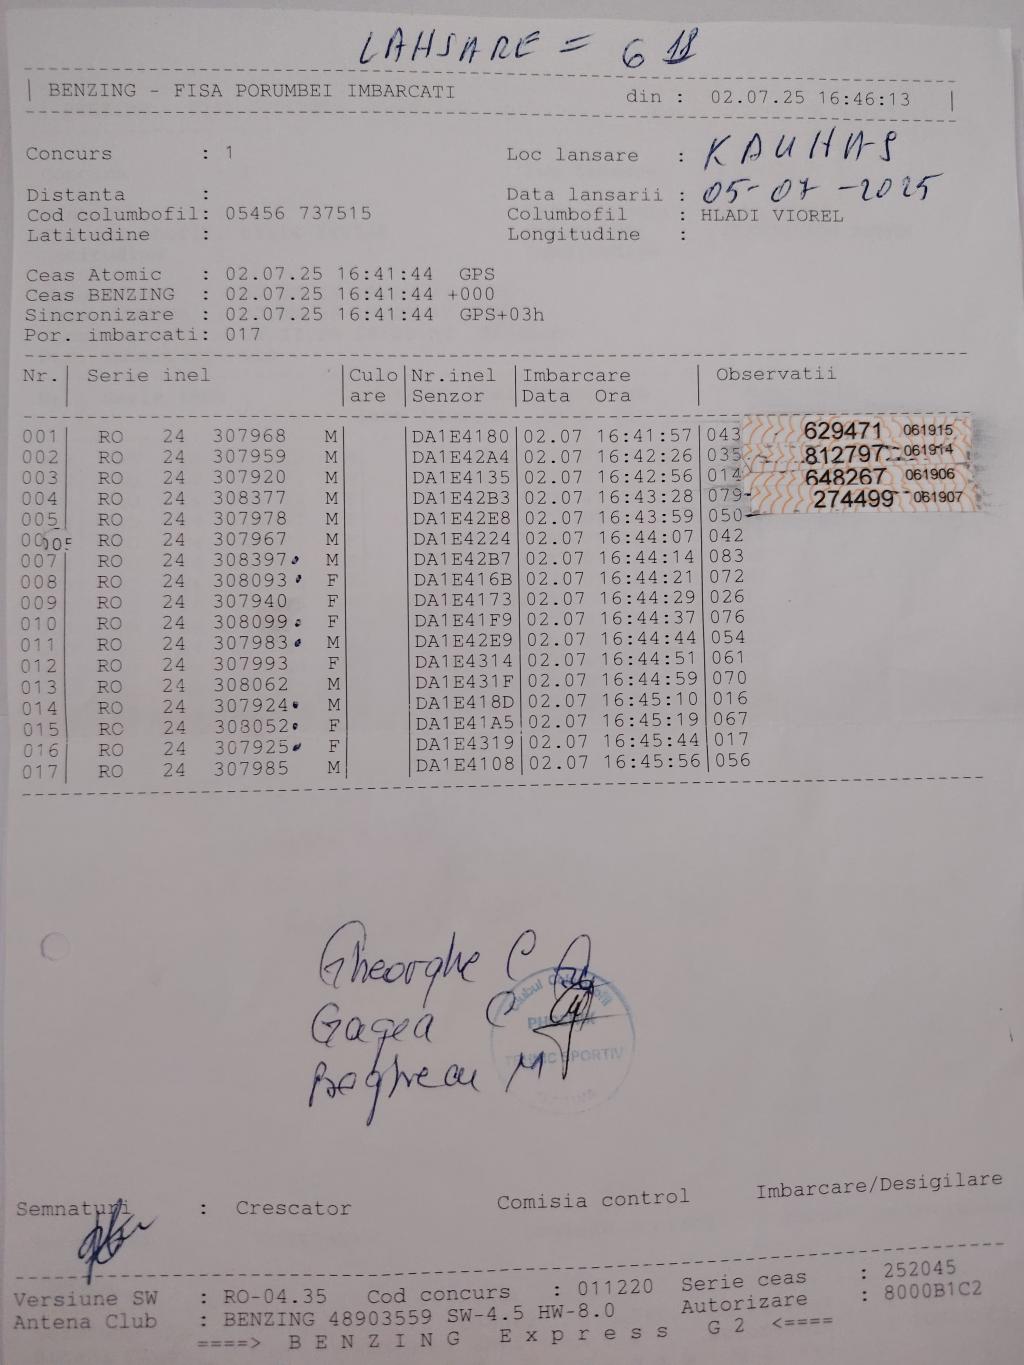 LAHSARE = 6 11
BENZING - FISA PORUMBEI IMBARCATI din : 02.07.25 16:46:13
Concurs : 1 Loc lansare : KAUHAS
Distanta : Data lansarii : 05-07-2025
Cod columbofil: 05456 737515 Columbofil : HLADI VIOREL
Latitudine : Longitudine :
Ceas Atomic : 02.07.25 16:41:44 GPS
Ceas BENZING : 02.07.25 16:41:44 +000
Sincronizare : 02.07.25 16:41:44 GPS+03h
Por. imbarcati: 017
Nr.| Serie inel |Culo|Nr.inel |Imbarcare | Observatii
| |are |Senzor |Data Ora |
001| RO 24 307968 M| |DA1E4180|02.07 16:41:57|043 629471 061915
002| RO 24 307959 M| |DA1E42A4|02.07 16:42:26|035 812797 061914
003| RO 24 307920 M| |DA1E4135|02.07 16:42:56|014 648267 061906
004| RO 24 308377 M| |DA1E42B3|02.07 16:43:28|079 274499 061907
005| RO 24 307978 M| |DA1E42E8|02.07 16:43:59|050
RO 24 307967 M| |DA1E4224|02.07 16:44:07|042
007| RO 24 308397 M| |DA1E42B7|02.07 16:44:14|083
008| RO 24 308093 F| |DA1E416B|02.07 16:44:21|072
009| RO 24 307940 F| |DA1E4173|02.07 16:44:29|026
010| RO 24 308099 F| |DA1E41F9|02.07 16:44:37|076
011| RO 24 307983 M| |DA1E42E9|02.07 16:44:44|054
012| RO 24 307993 F| |DA1E4314|02.07 16:44:51|061
013| RO 24 308062 M| |DA1E431F|02.07 16:44:59|070
014| RO 24 307924 M| |DA1E418D|02.07 16:45:10|016
015| RO 24 308052 F| |DA1E41A5|02.07 16:45:19|067
016| RO 24 307925 F| |DA1E4319|02.07 16:45:44|017
017| RO 24 307985 M| |DA1E4108|02.07 16:45:56|056
Gheorghe C
Gagea C
TEHNIC SPORTIV
Semnaturi : Crescator Comisia control Imbarcare/Desigilare
Versiune SW : RO-04.35 Cod concurs : 011220 Serie ceas : 252045
Antena Club : BENZING 48903559 SW-4.5 HW-8.0 Autorizare : 8000B1C2
====> B E N Z I N G E x p r e s s G 2 <====